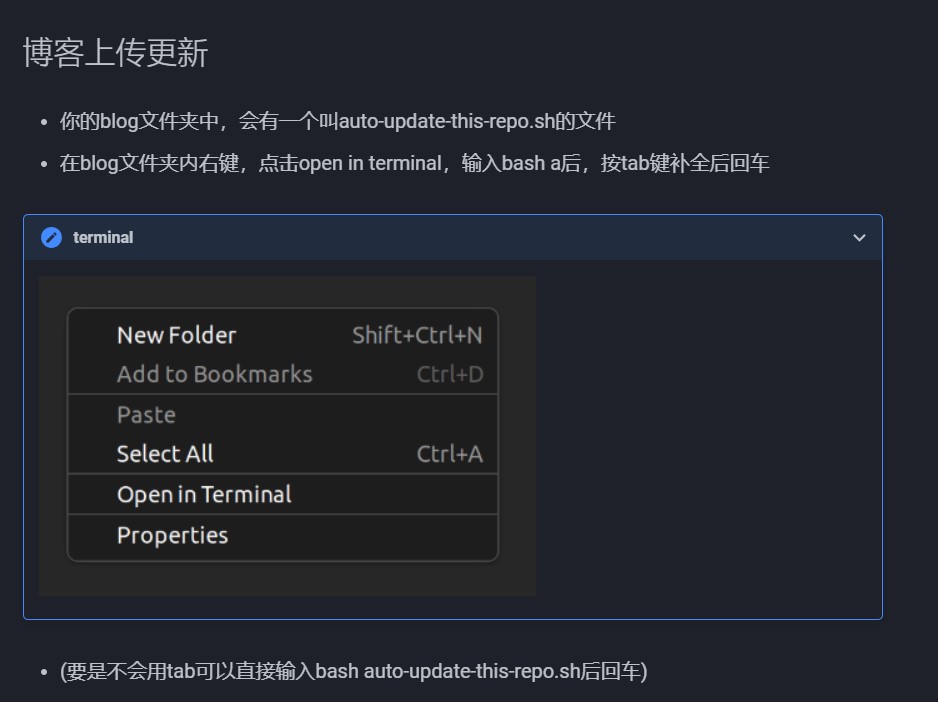 博客上传更新
你的blog文件夹中，会有一个叫auto-update-this-repo.sh的文件
在blog文件夹内右键，点击open in terminal，输入bash a后，按tab键补全后回车
terminal
New Folder Shift+Ctrl+N
Add to Bookmarks Ctrl+D
Paste
Select All Ctrl+A
Open in Terminal
Properties
(要是不会用tab可以直接输入bash auto-update-this-repo.sh后回车)